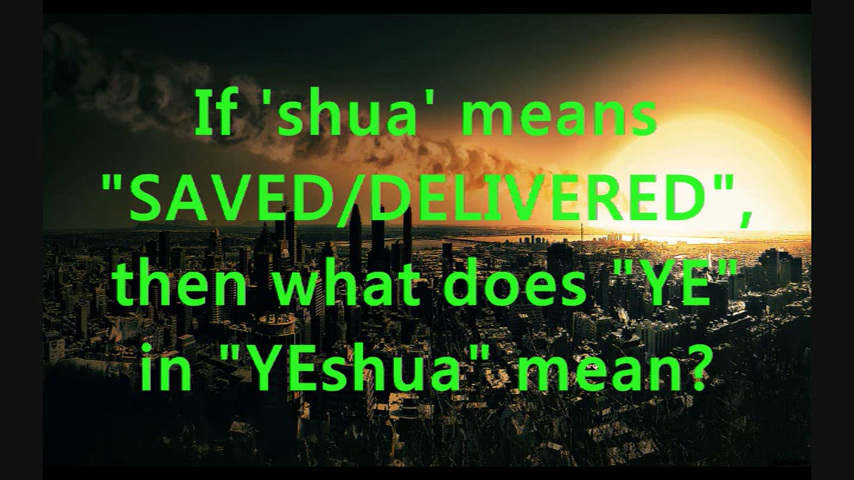 If 'shua' means
"SAVED/DELIVERED",
then what does "YE"
in "YEshua" mean?